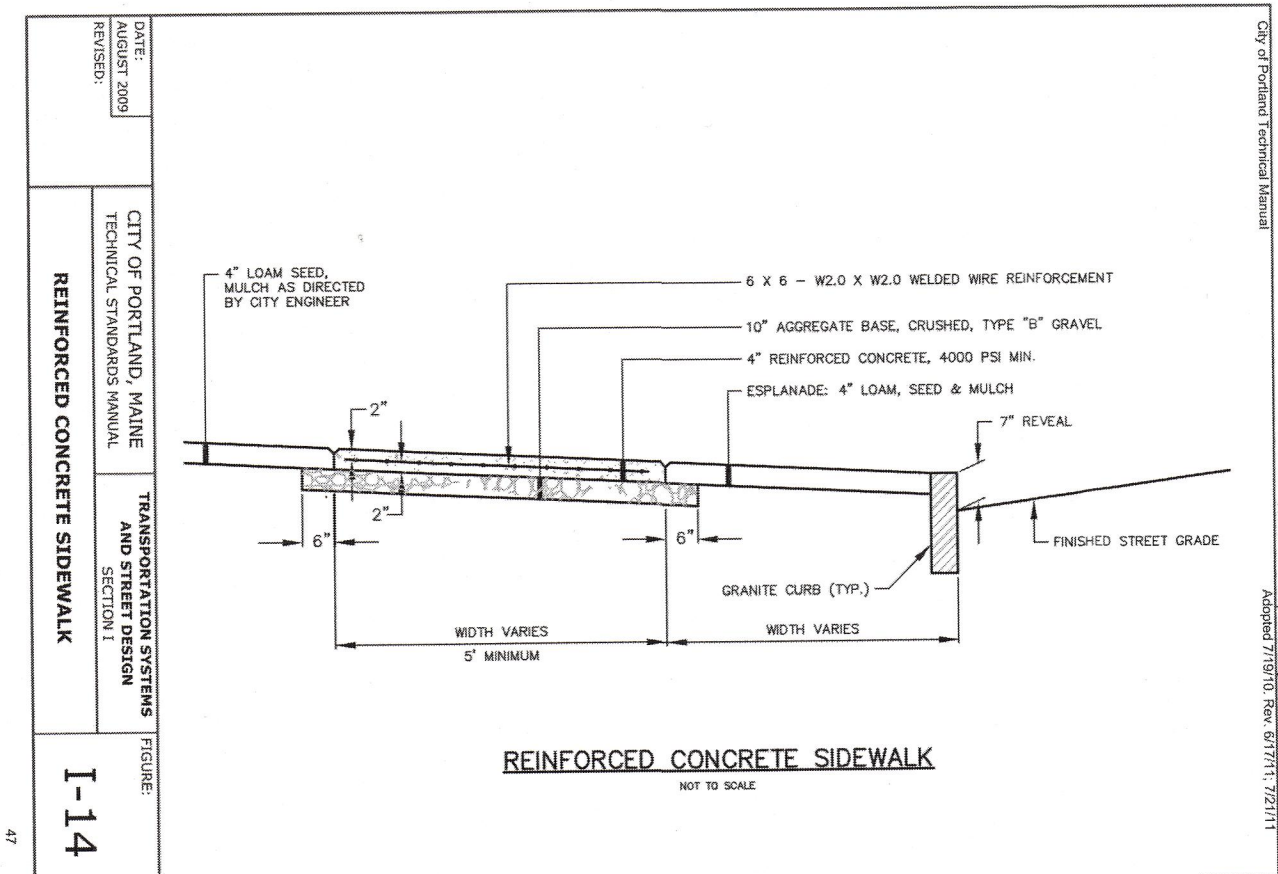 City of Portland Technical Manual
Adopted 7/19/10. Rev. 6/17/11; 7/21/11
4" LOAM SEED,
MULCH AS DIRECTED
BY CITY ENGINEER
6 X 6 - W2.0 X W2.0 WELDED WIRE REINFORCEMENT
10" AGGREGATE BASE, CRUSHED, TYPE "B" GRAVEL
4" REINFORCED CONCRETE, 4000 PSI MIN.
ESPLANADE: 4" LOAM, SEED & MULCH
7" REVEAL
2"
2"
6"
6"
FINISHED STREET GRADE
GRANITE CURB (TYP.)
WIDTH VARIES
5' MINIMUM
WIDTH VARIES
REINFORCED CONCRETE SIDEWALK
NOT TO SCALE
DATE:
AUGUST 2009
REVISED:
CITY OF PORTLAND, MAINE
TECHNICAL STANDARDS MANUAL
REINFORCED CONCRETE SIDEWALK
TRANSPORTATION SYSTEMS
AND STREET DESIGN
SECTION I
FIGURE:
I-14
47